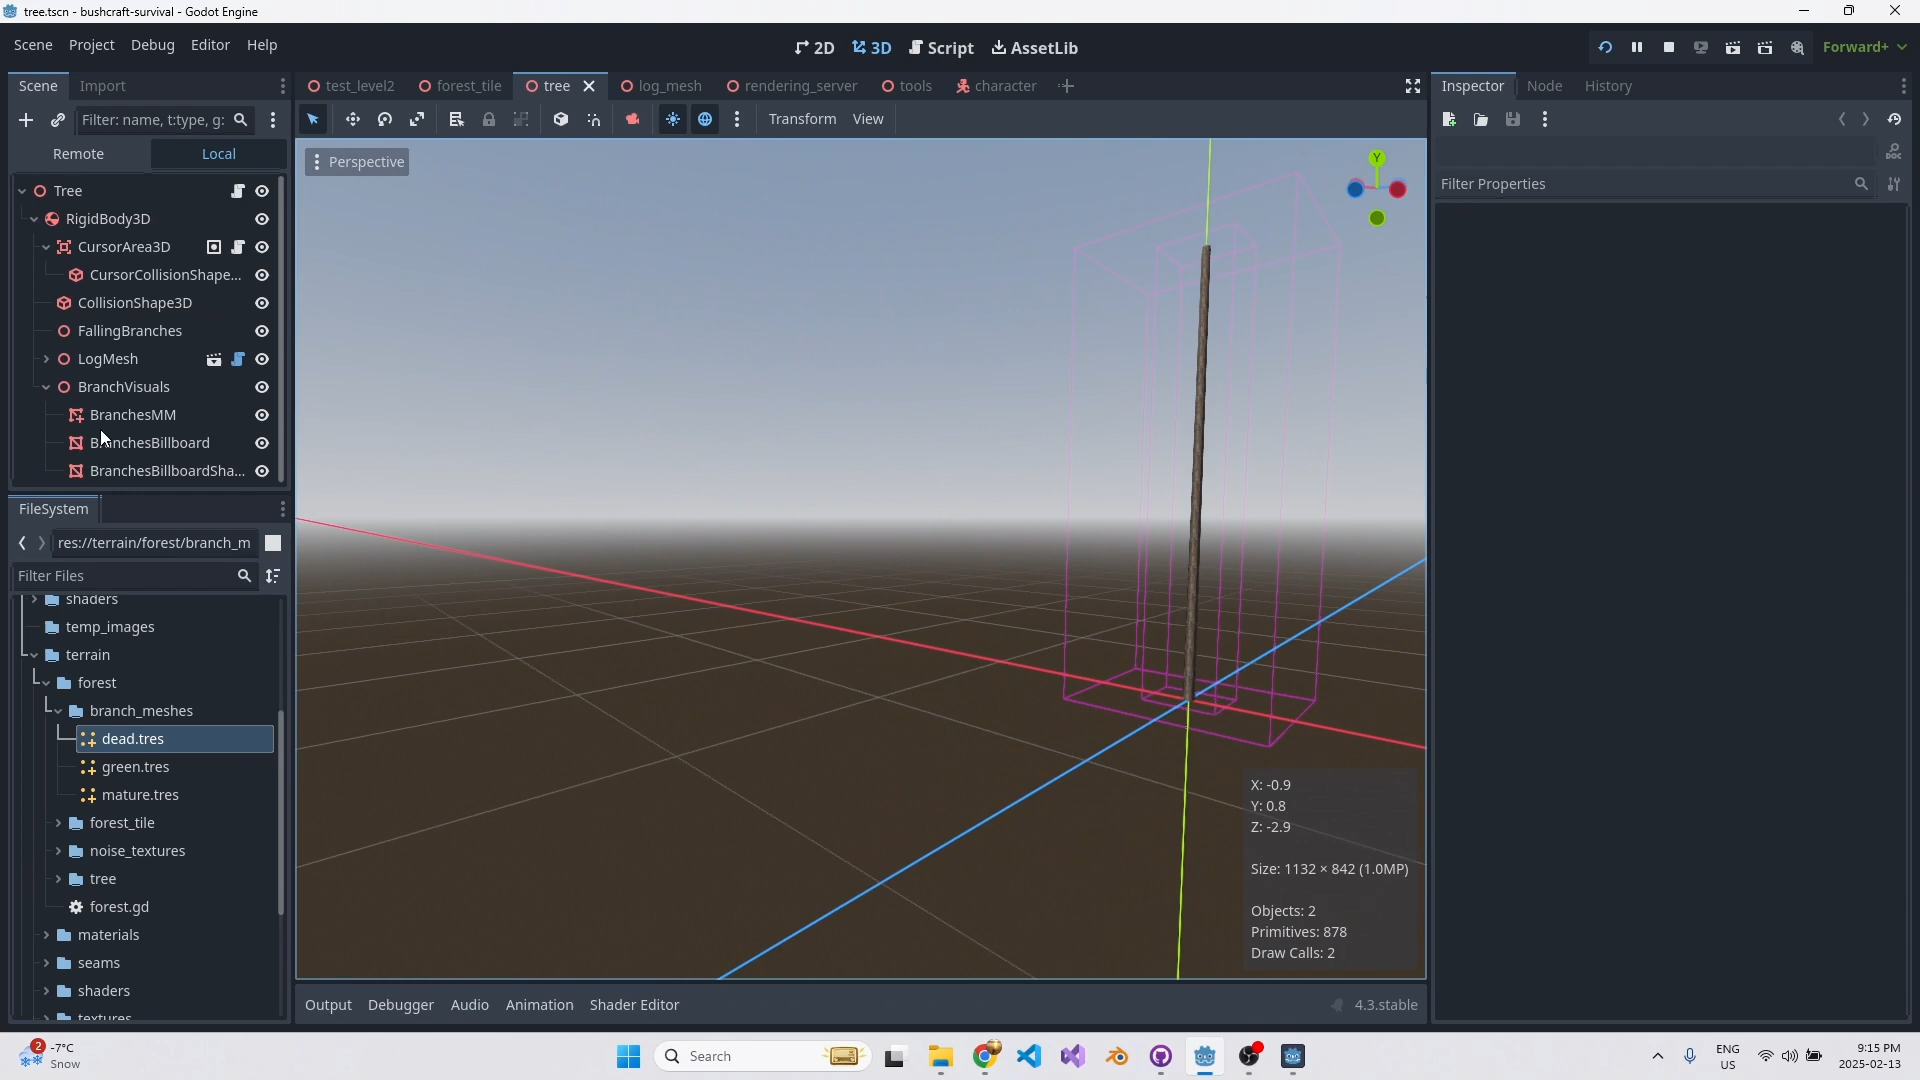 tree.tscn - bushcraft-survival - Godot Engine
Scene Project Debug Editor Help
2D 3D Script AssetLib
Forward+
Scene Import
test_level2 forest_tile tree log_mesh rendering_server tools character
Inspector Node History
Filter: name, t:type, g:
Transform View
Remote Local
Perspective
Y
DOC
Filter Properties
Tree
RigidBody3D
CursorArea3D
CursorCollisionShape...
CollisionShape3D
FallingBranches
LogMesh
BranchVisuals
BranchesMM
BranchesBillboard
BranchesBillboardSha...
FileSystem
res://terrain/forest/branch_m
Filter Files
shaders
temp_images
terrain
forest
branch_meshes
dead.tres
green.tres
mature.tres
forest_tile
noise_textures
tree
forest.gd
materials
seams
shaders
textures
X: -0.9
Y: 0.8
Z: -2.9
Size: 1132 × 842 (1.0MP)
Objects: 2
Primitives: 878
Draw Calls: 2
Output Debugger Audio Animation Shader Editor
4.3.stable
2
-7°C
Snow
Search
ENG
US
9:15 PM
2025-02-13